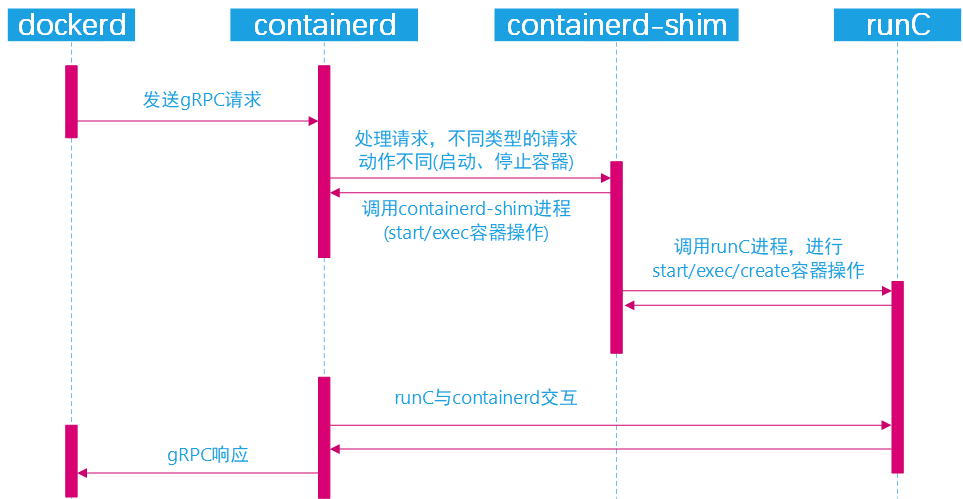 dockerd
containerd
containerd-shim
runC
发送gRPC请求
处理请求，不同类型的请求
动作不同(启动、停止容器)
调用containerd-shim进程
(start/exec容器操作)
调用runC进程，进行
start/exec/create容器操作
runC与containerd交互
gRPC响应